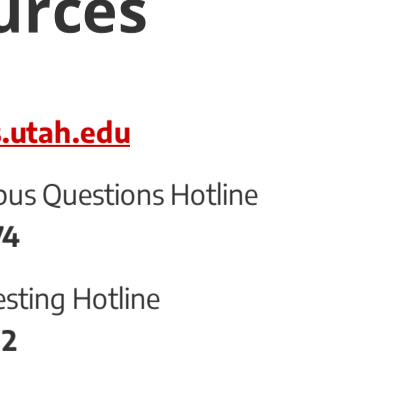 urces
s.utah.edu
ous Questions Hotline
74
esting Hotline
2